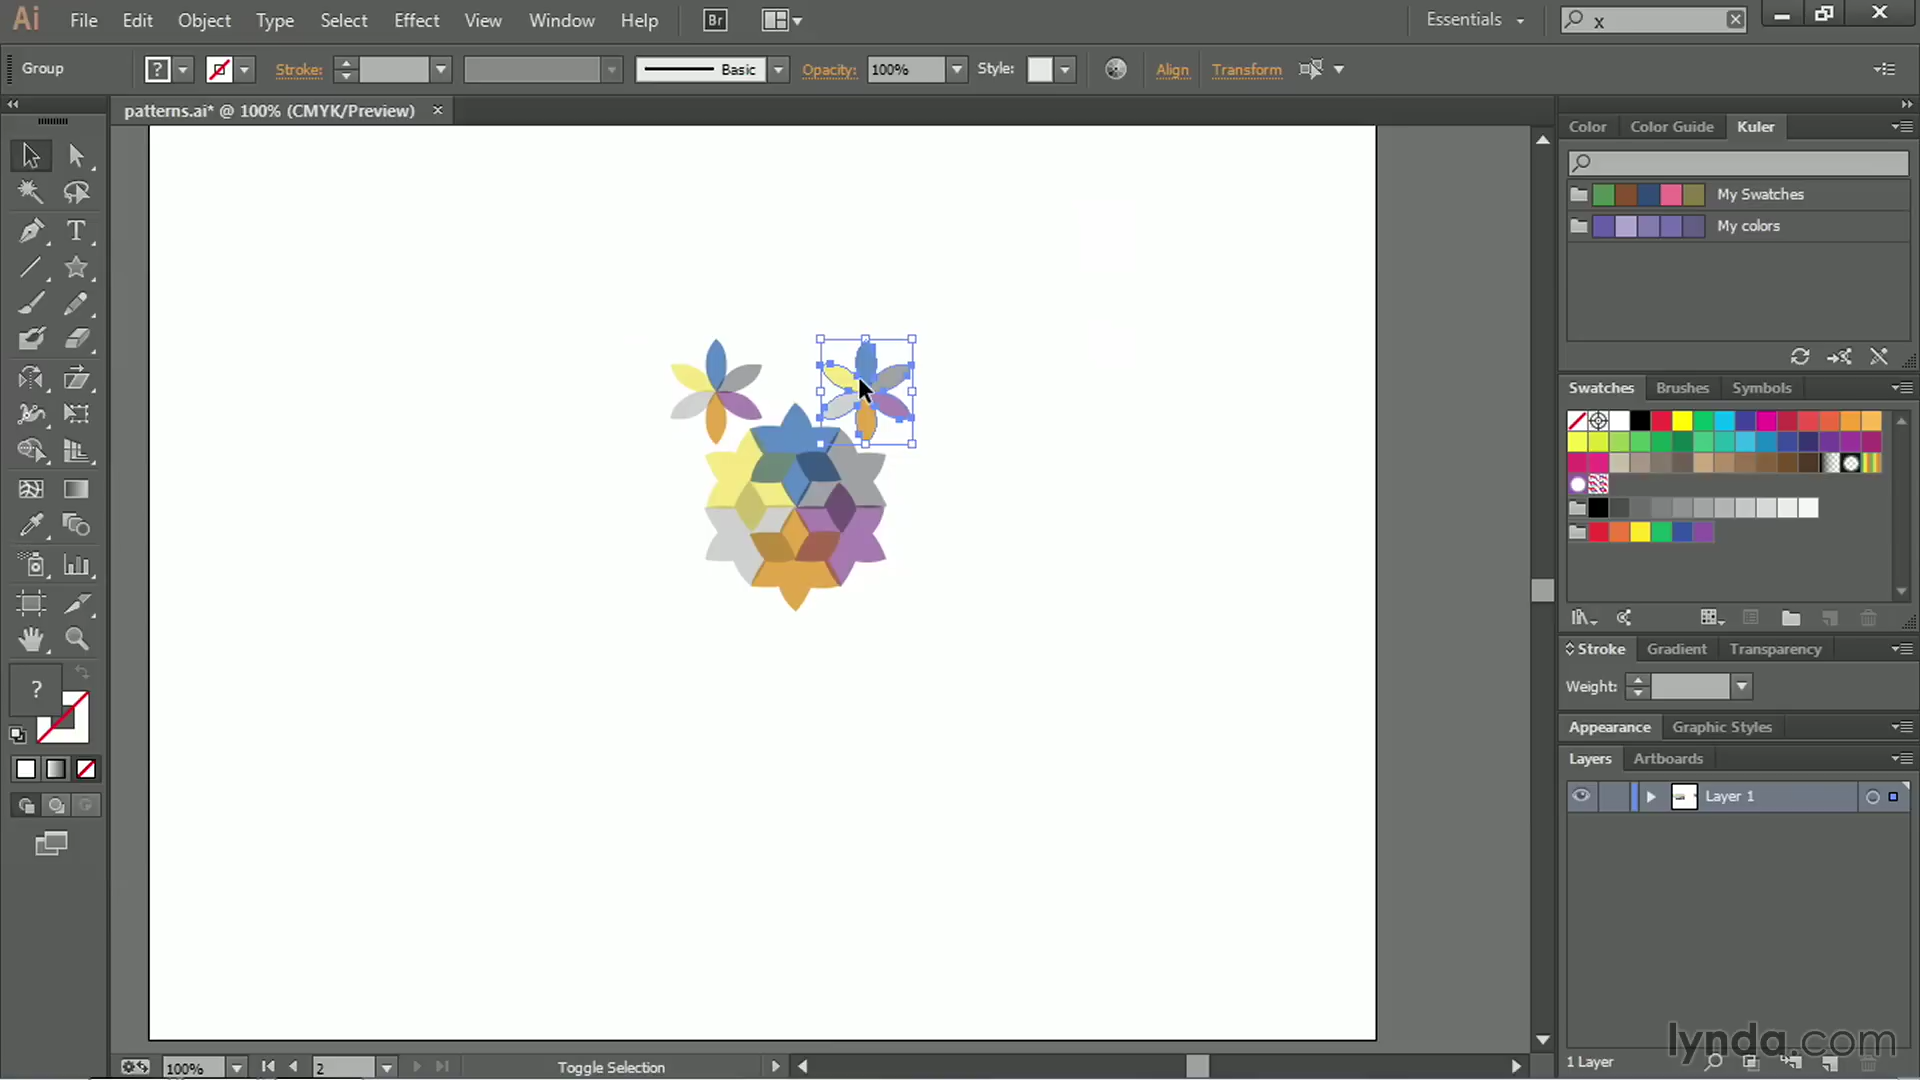 Ai File Edit Object Type Select Effect View Window Help Br Essentials x
Group ? Stroke: Basic Opacity: 100% Style: Align Transform
patterns.ai* @ 100% (CMYK/Preview) ×
Color Color Guide Kuler
My Swatches
My colors
Swatches Brushes Symbols
Stroke Gradient Transparency
Weight:
?
Appearance Graphic Styles
Layers Artboards
Layer 1
lynda.com
100% 2 Toggle Selection 1 Layer